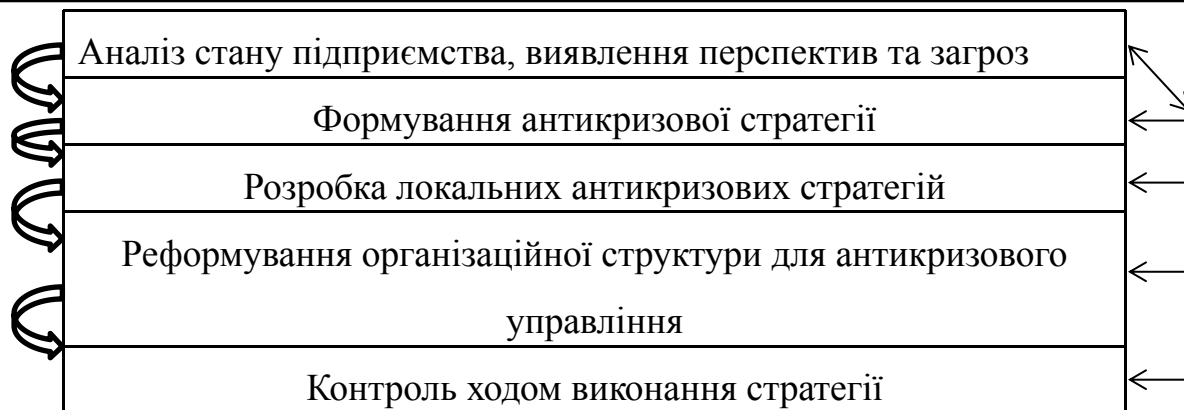 Аналіз стану підприємства, виявлення перспектив та загроз
Формування антикризової стратегії
Розробка локальних антикризових стратегій
Реформування організаційної структури для антикризового
управління
Контроль ходом виконання стратегії